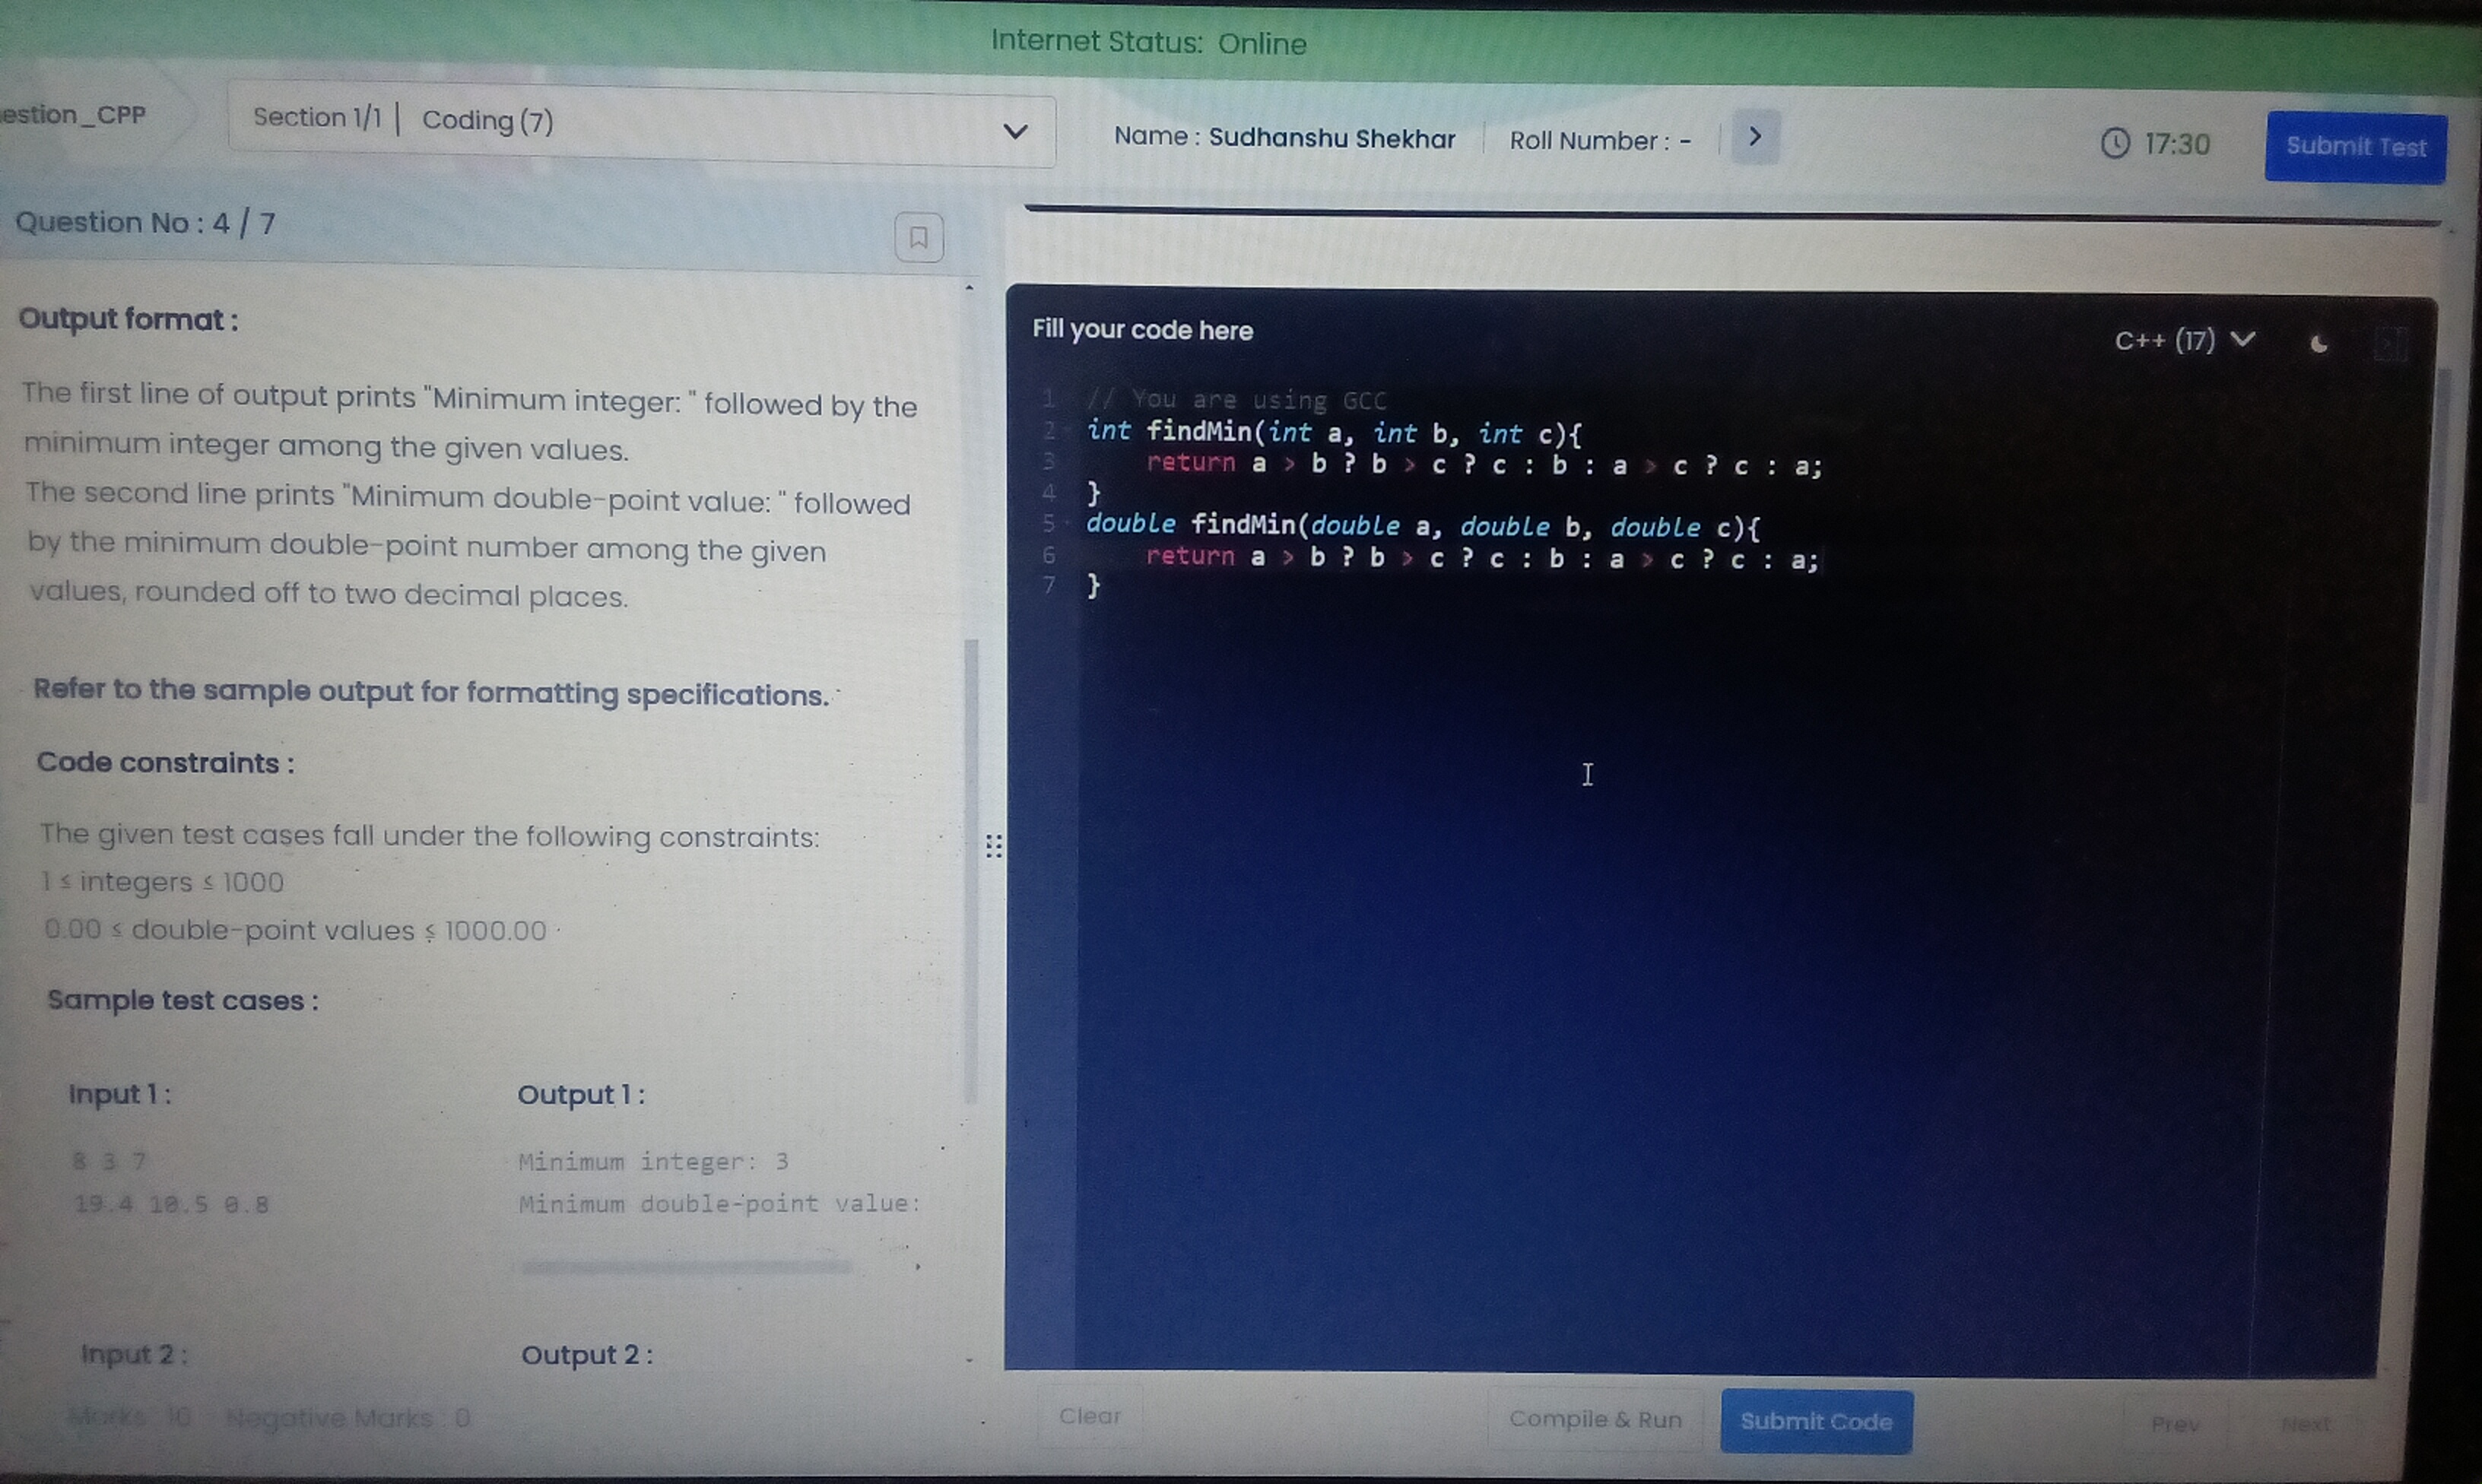 Internet Status: Online
estion_CPP
Section 1/1 | Coding (7)
Name : Sudhanshu Shekhar
Roll Number : -
17:30
Submit Test
Question No : 4 / 7
Output format :
The first line of output prints "Minimum integer: " followed by the
minimum integer among the given values.
The second line prints "Minimum double-point value: " followed
by the minimum double-point number among the given
values, rounded off to two decimal places.
Refer to the sample output for formatting specifications.
Code constraints :
The given test cases fall under the following constraints:
1 ≤ integers ≤ 1000
0.00 ≤ double-point values ≤ 1000.00
Sample test cases :
Input 1 :
8 3 7
19.4 10.5 0.8
Output 1 :
Minimum integer: 3
Minimum double-point value:
Input 2 :
Output 2 :
Marks : 10 Negative Marks : 0
Fill your code here
C++ (17)
1 // You are using GCC
2 int findMin(int a, int b, int c){
3 return a > b ? b > c ? c : b : a > c ? c : a;
4 }
5 double findMin(double a, double b, double c){
6 return a > b ? b > c ? c : b : a > c ? c : a;
7 }
Clear
Compile & Run
Submit Code
Prev
Next